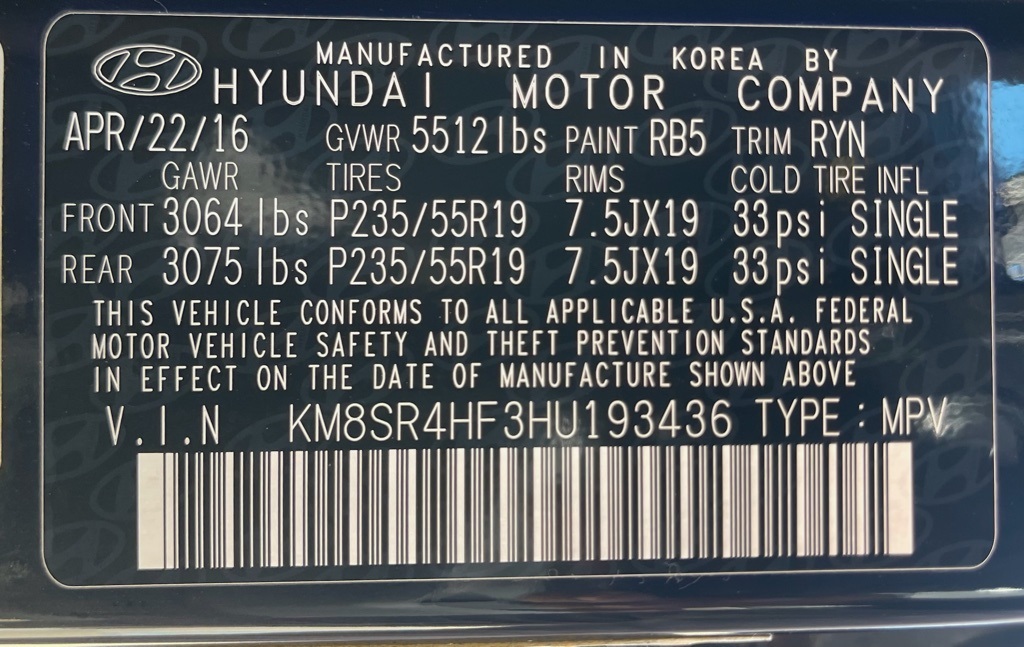 MANUFACTURED IN KOREA BY
HYUNDAI MOTOR COMPANY
APR/22/16 GVWR 5512lbs PAINT RB5 TRIM RYN
GAWR TIRES RIMS COLD TIRE INFL
FRONT 3064 lbs P235/55R19 7.5JX19 33psi SINGLE
REAR 3075 lbs P235/55R19 7.5JX19 33psi SINGLE
THIS VEHICLE CONFORMS TO ALL APPLICABLE U.S.A. FEDERAL
MOTOR VEHICLE SAFETY AND THEFT PREVENTION STANDARDS
IN EFFECT ON THE DATE OF MANUFACTURE SHOWN ABOVE
V.I.N KM8SR4HF3HU193436 TYPE : MPV